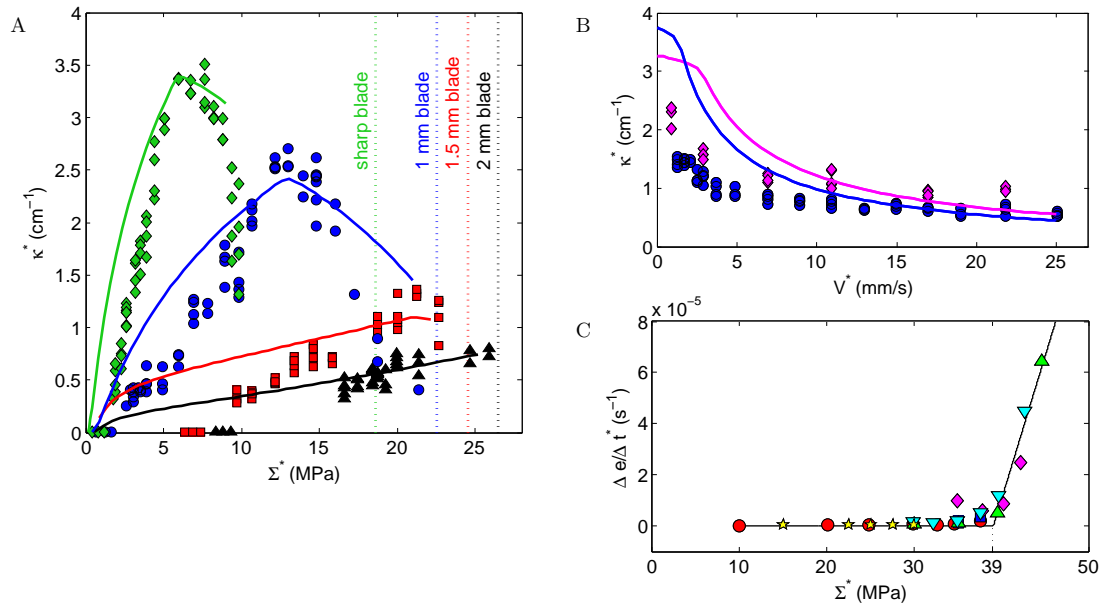 A
κ* (cm⁻¹)
4
3.5
3
2.5
2
1.5
1
0.5
0
0
5
10
15
20
25
Σ* (MPa)
sharp blade
1 mm blade
1.5 mm blade
2 mm blade
B
κ* (cm⁻¹)
4
3
2
1
0
0
5
10
15
20
25
V* (mm/s)
C
x 10⁻⁵
Δ e/Δ t* (s⁻¹)
8
6
4
2
0
0
10
20
30
39
50
Σ* (MPa)